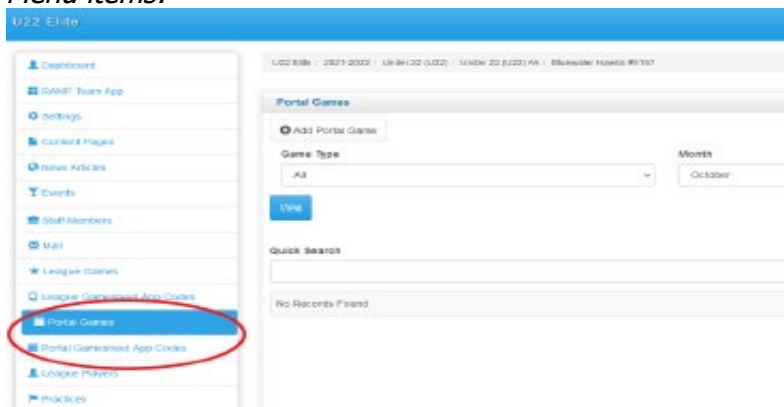 Menu items.
U22 Elite
Dashboard
RAMP Team App
Settings
Content Pages
News Articles
Events
Staff Members
Mail
League Games
League Gamesheet App Codes
Portal Games
Portal Gamesheet App Codes
League Players
Practices
U22 Elite / 2021-2022 / Under 22 (U22) / Under 22 (U22) AA / Bluewater Hawks
Portal Games
Add Portal Game
Game Type
Month
All
October
View
Quick Search
No Records Found